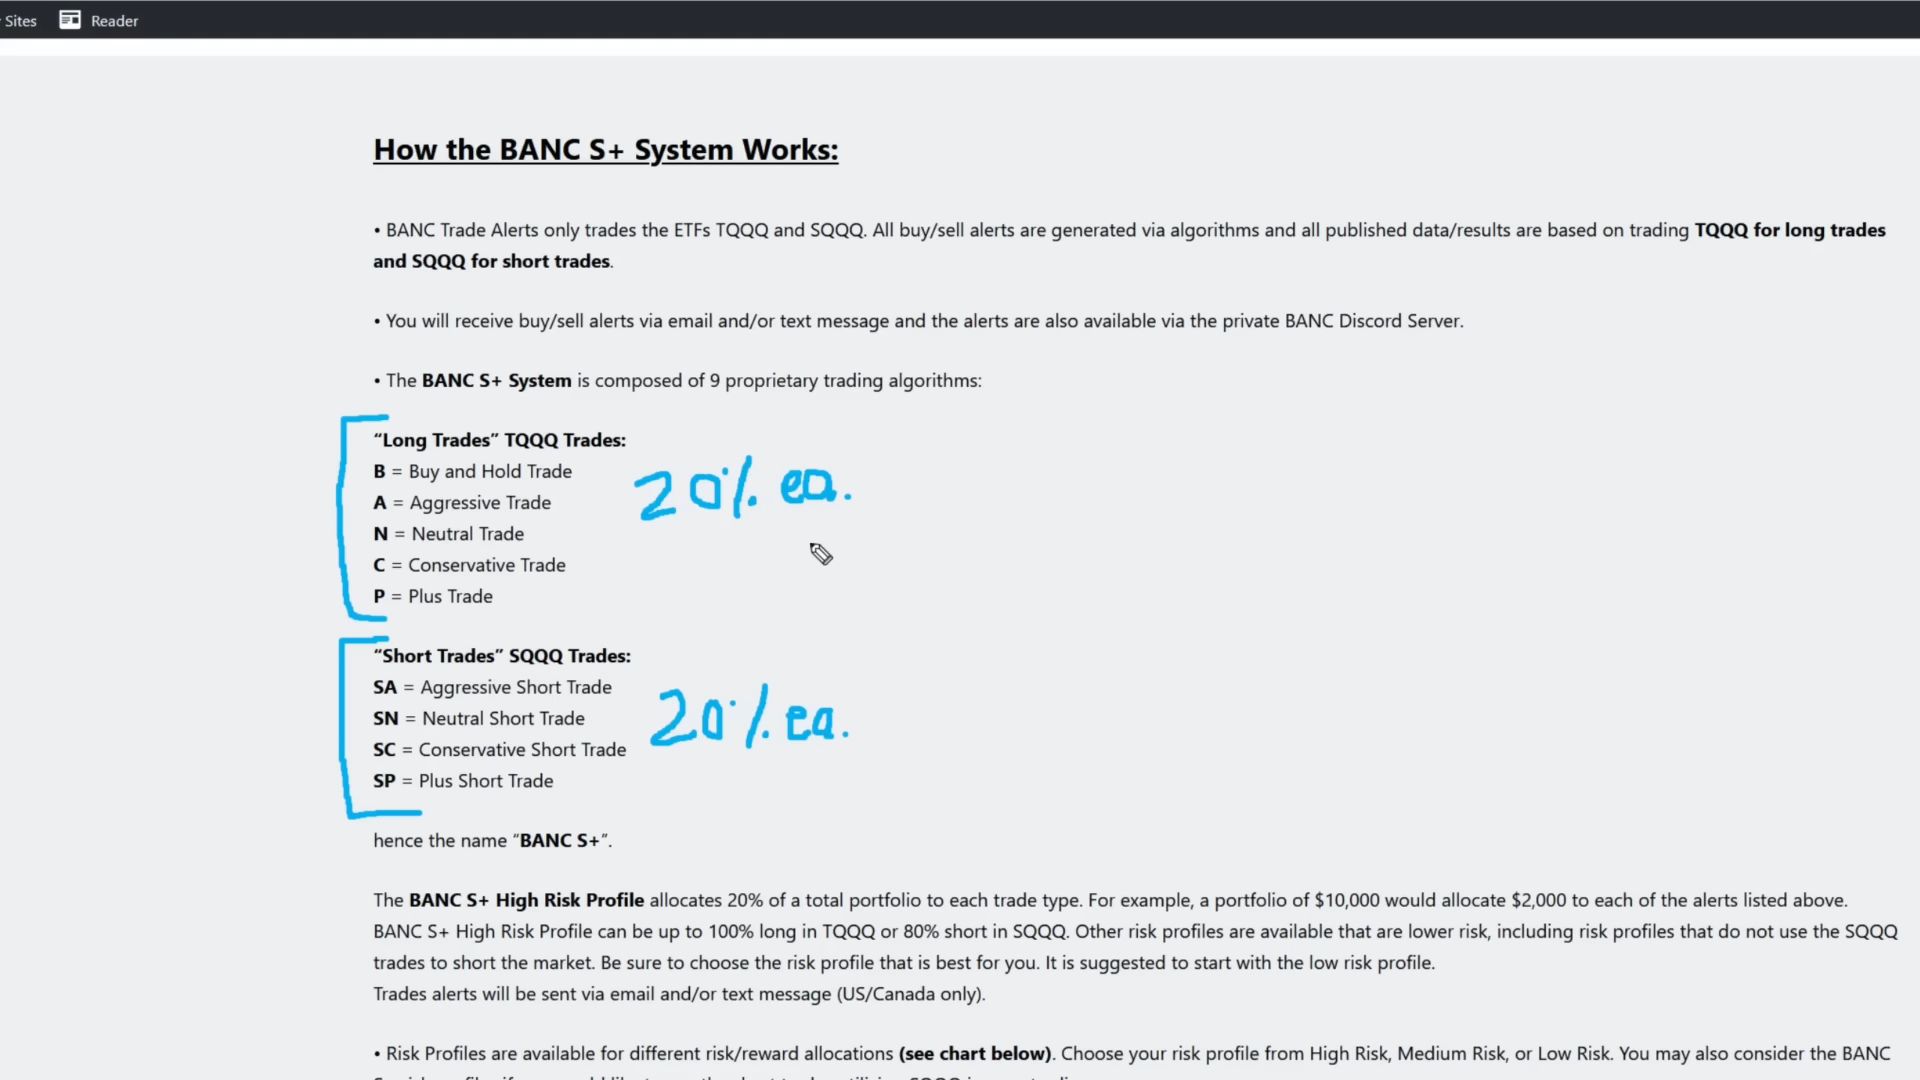 Sites Reader
How the BANC S+ System Works:
• BANC Trade Alerts only trades the ETFs TQQQ and SQQQ. All buy/sell alerts are generated via algorithms and all published data/results are based on trading TQQQ for long trades
and SQQQ for short trades.
• You will receive buy/sell alerts via email and/or text message and the alerts are also available via the private BANC Discord Server.
• The BANC S+ System is composed of 9 proprietary trading algorithms:
“Long Trades” TQQQ Trades:
B = Buy and Hold Trade
A = Aggressive Trade
20% ea.
N = Neutral Trade
C = Conservative Trade
P = Plus Trade
“Short Trades” SQQQ Trades:
SA = Aggressive Short Trade
SN = Neutral Short Trade
20% ea.
SC = Conservative Short Trade
SP = Plus Short Trade
hence the name “BANC S+”.
The BANC S+ High Risk Profile allocates 20% of a total portfolio to each trade type. For example, a portfolio of $10,000 would allocate $2,000 to each of the alerts listed above.
BANC S+ High Risk Profile can be up to 100% long in TQQQ or 80% short in SQQQ. Other risk profiles are available that are lower risk, including risk profiles that do not use the SQQQ
trades to short the market. Be sure to choose the risk profile that is best for you. It is suggested to start with the low risk profile.
Trades alerts will be sent via email and/or text message (US/Canada only).
• Risk Profiles are available for different risk/reward allocations (see chart below). Choose your risk profile from High Risk, Medium Risk, or Low Risk. You may also consider the BANC